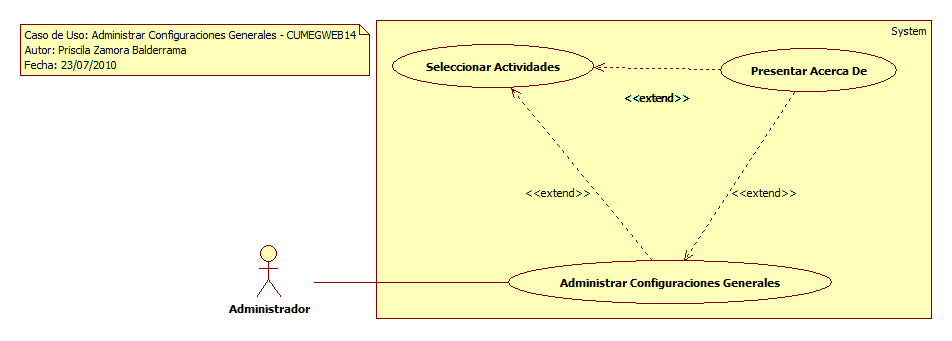 Caso de Uso: Administrar Configuraciones Generales - CUMEGWEB14
Autor: Priscila Zamora Balderrama
Fecha: 23/07/2010
System
Seleccionar Actividades
Presentar Acerca De
<<extend>>
<<extend>>
<<extend>>
Administrar Configuraciones Generales
Administrador